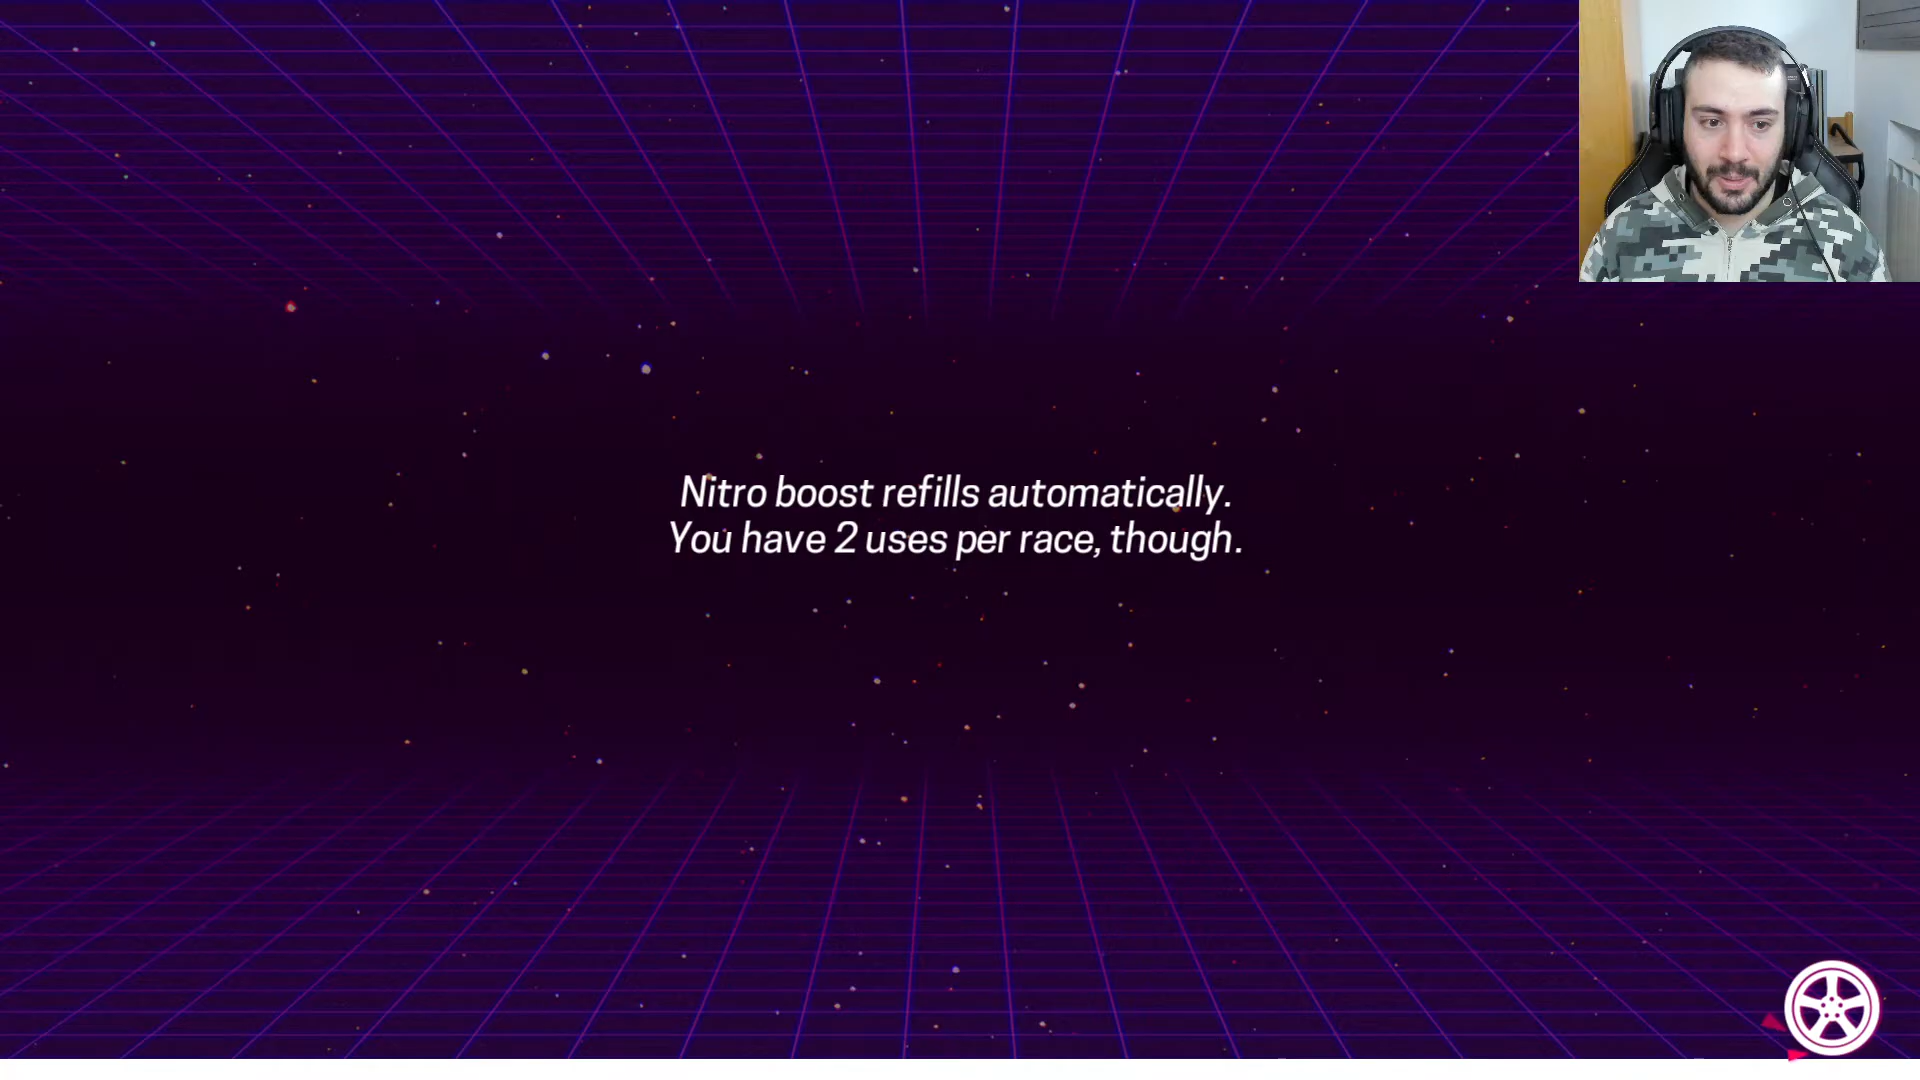 Nitro boost refills automatically.
You have 2 uses per race, though.